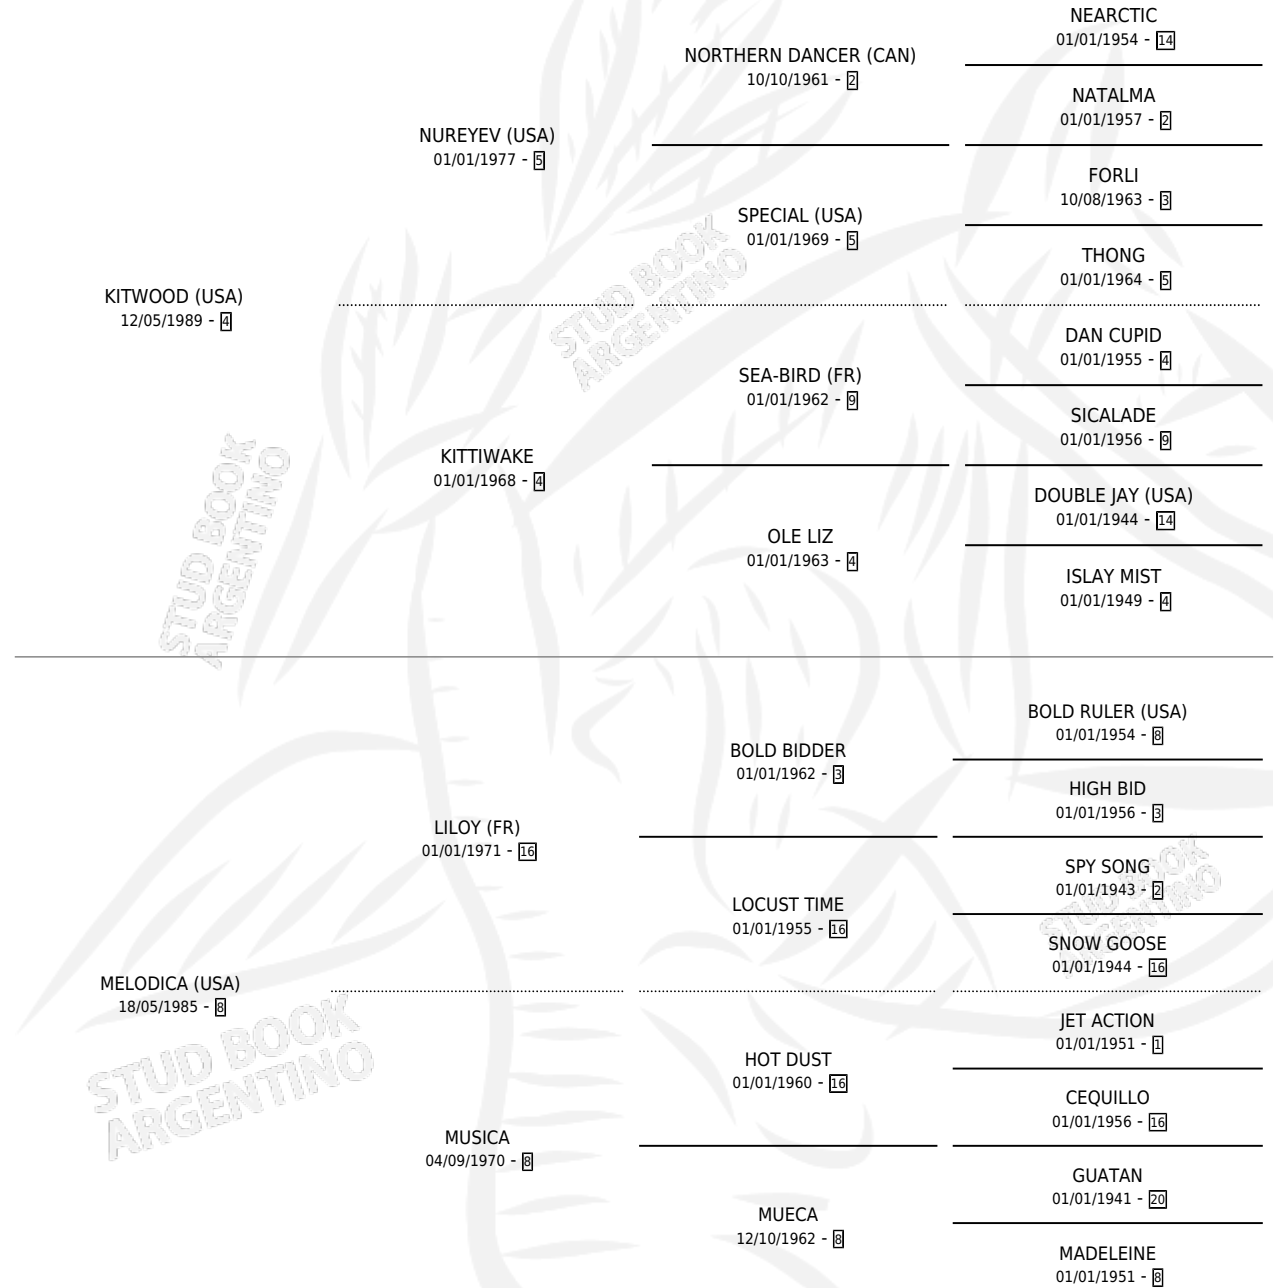 NEARCTIC
01/01/1954 - 14
NORTHERN DANCER (CAN)
10/10/1961 - 2
NATALMA
01/01/1957 - 2
NUREYEV (USA)
01/01/1977 - 5
FORLI
10/08/1963 - 3
SPECIAL (USA)
01/01/1969 - 5
THONG
01/01/1964 - 5
KITWOOD (USA)
12/05/1989 - 4
DAN CUPID
01/01/1955 - 4
SEA-BIRD (FR)
01/01/1962 - 9
SICALADE
01/01/1956 - 9
KITTIWAKE
01/01/1968 - 4
DOUBLE JAY (USA)
01/01/1944 - 14
OLE LIZ
01/01/1963 - 4
ISLAY MIST
01/01/1949 - 4
BOLD RULER (USA)
01/01/1954 - 8
BOLD BIDDER
01/01/1962 - 3
HIGH BID
01/01/1956 - 3
LILOY (FR)
01/01/1971 - 16
SPY SONG
01/01/1943 - 2
LOCUST TIME
01/01/1955 - 16
SNOW GOOSE
01/01/1944 - 16
MELODICA (USA)
18/05/1985 - 8
JET ACTION
01/01/1951 - 1
HOT DUST
01/01/1960 - 16
CEQUILLO
01/01/1956 - 16
MUSICA
04/09/1970 - 8
GUATAN
01/01/1941 - 20
MUECA
12/10/1962 - 8
MADELEINE
01/01/1951 - 8
STUD BOOK
ARGENTINO
STUD BOOK
ARGENTINO
STUD BOOK
ARGENTINO
STUD BOOK
ARGENTINO